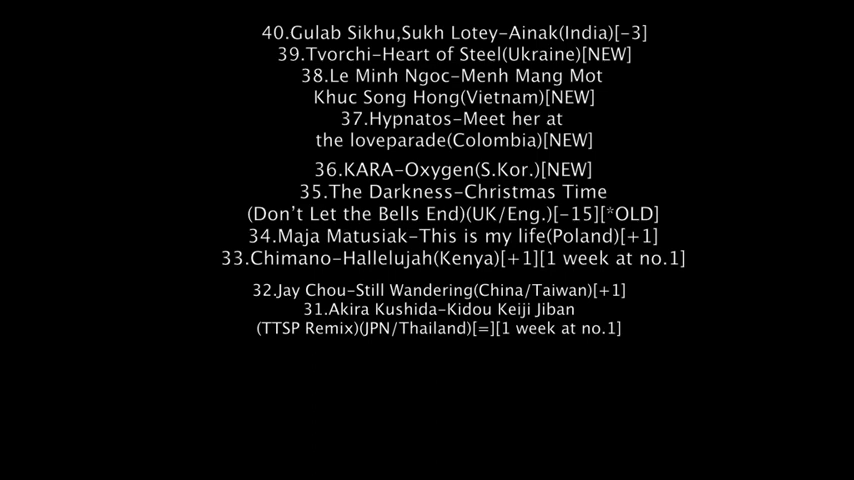 40.Gulab Sikhu,Sukh Lotey-Ainak(India)[-3]
39.Tvorchi-Heart of Steel(Ukraine)[NEW]
38.Le Minh Ngoc-Menh Mang Mot
Khuc Song Hong(Vietnam)[NEW]
37.Hypnatos-Meet her at
the loveparade(Colombia)[NEW]
36.KARA-Oxygen(S.Kor.)[NEW]
35.The Darkness-Christmas Time
(Don't Let the Bells End)(UK/Eng.)[-15][*OLD]
34.Maja Matusiak-This is my life(Poland)[+1]
33.Chimano-Hallelujah(Kenya)[+1][1 week at no.1]
32.Jay Chou-Still Wandering(China/Taiwan)[+1]
31.Akira Kushida-Kidou Keiji Jiban
(TTSP Remix)(JPN/Thailand)[=][1 week at no.1]